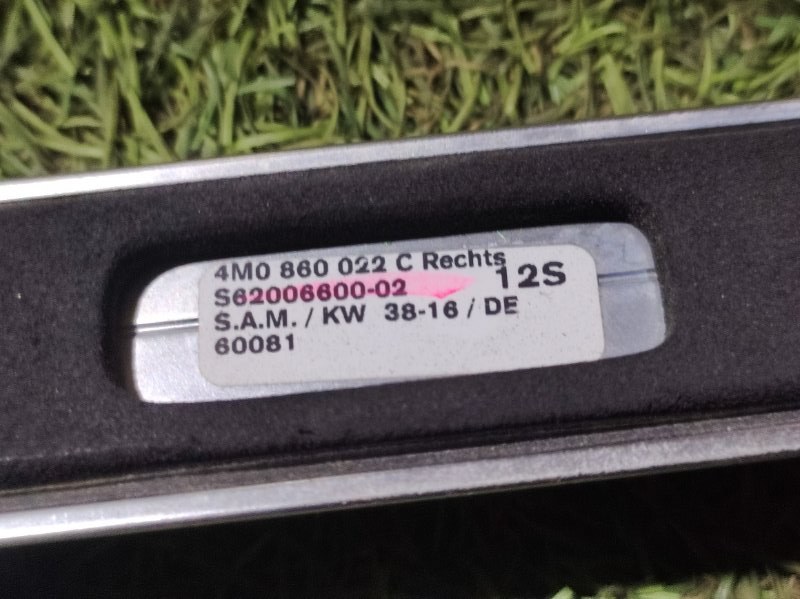 4M0 860 022 C Rechts
S62006600-02 12S
S.A.M. / KW 38-16 / DE
60081